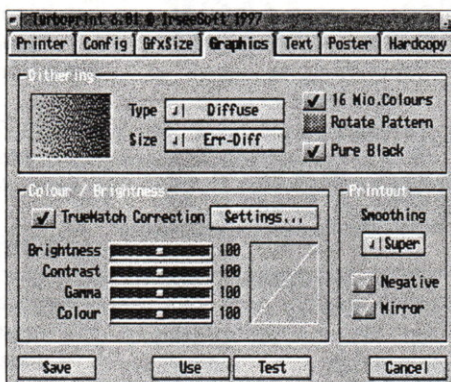 Turboprint 6.01 © IrseeSoft 1997
Printer Config GfxSize Graphics Text Poster Hardcopy
Dithering
Type Diffuse
Size Err-Diff
16 Mio.Colours
Rotate Pattern
Pure Black
Colour / Brightness
TrueMatch Correction Settings...
Brightness 100
Contrast 100
Gamma 100
Colour 100
Printout
Smoothing
Super
Negative
Mirror
Save Use Test Cancel